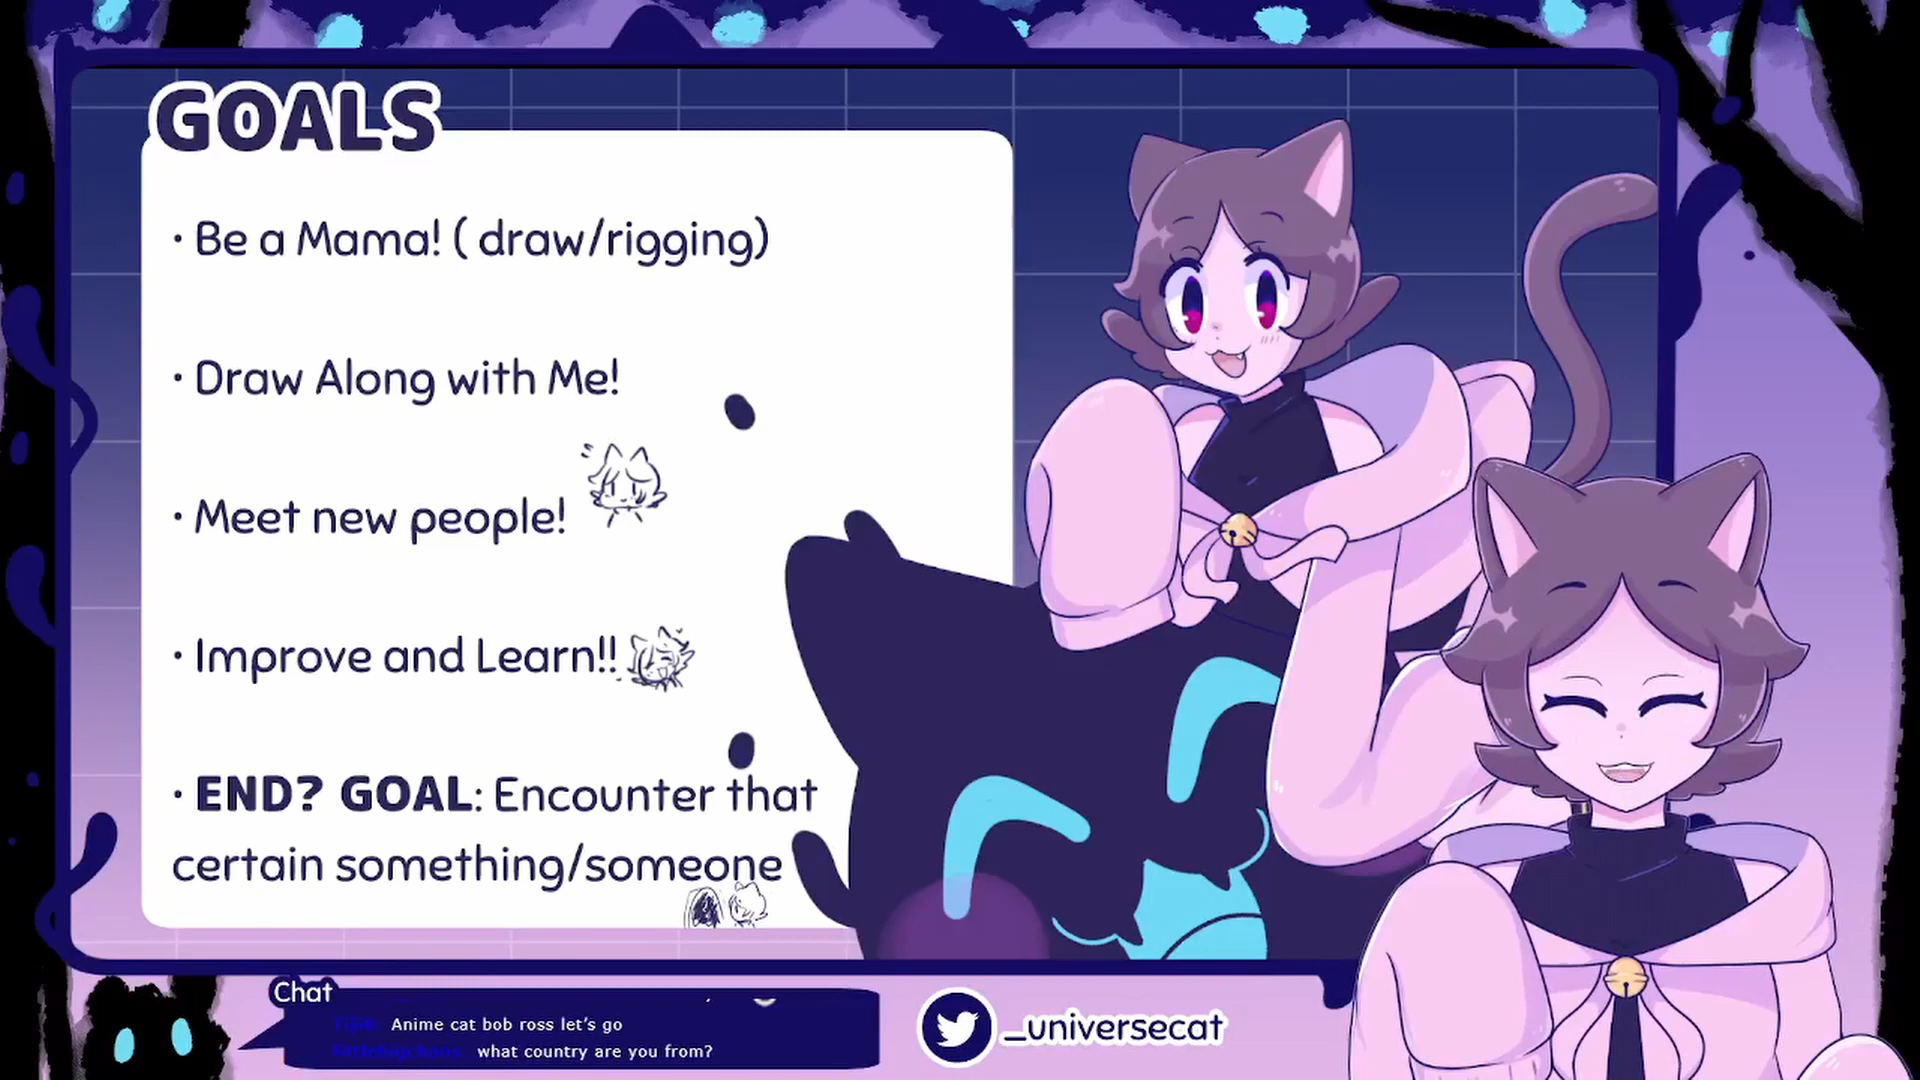 GOALS
· Be a Mama! ( draw/rigging)
· Draw Along with Me!
· Meet new people!
· Improve and Learn!!
· END? GOAL: Encounter that
certain something/someone
Chat
Anime cat bob ross let's go
what country are you from?
_universecat